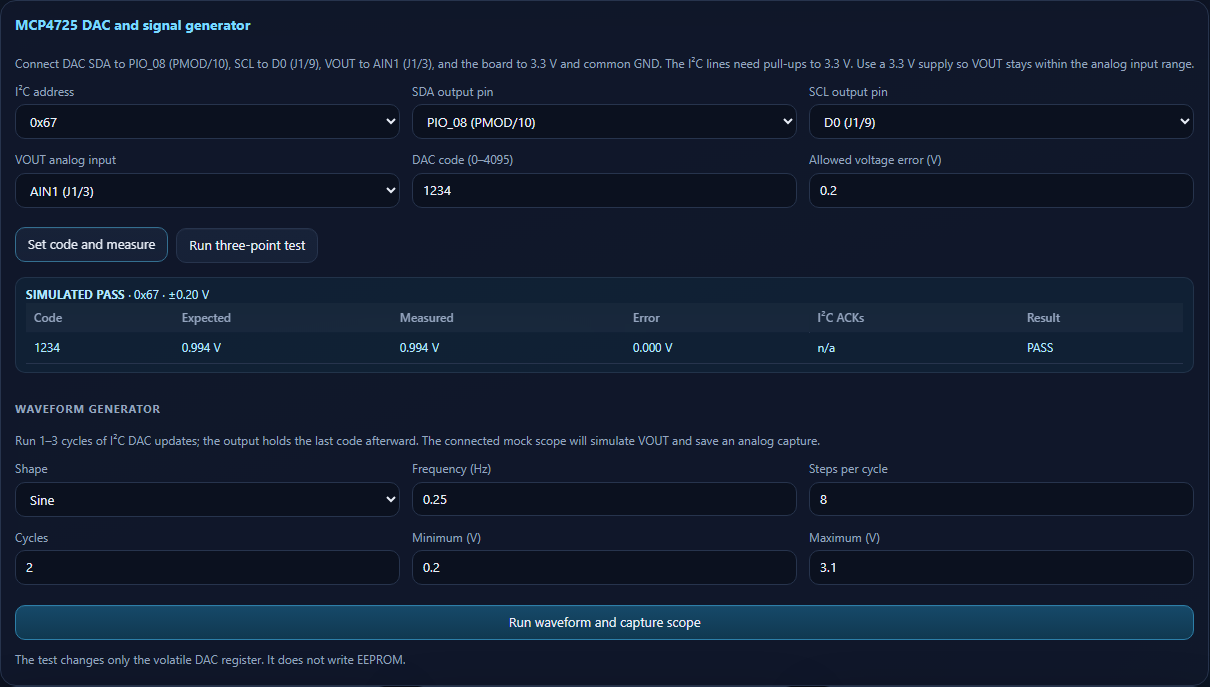 MCP4725 DAC and signal generator
Connect DAC SDA to PIO_08 (PMOD/10), SCL to D0 (J1/9), VOUT to AIN1 (J1/3), and the board to 3.3 V and common GND. The I²C lines need pull-ups to 3.3 V. Use a 3.3 V supply so VOUT stays within the analog input range.
I²C address SDA output pin SCL output pin
0x67 PIO_08 (PMOD/10) D0 (J1/9)
VOUT analog input DAC code (0–4095) Allowed voltage error (V)
AIN1 (J1/3) 1234 0.2
Set code and measure Run three-point test
SIMULATED PASS · 0x67 · ±0.20 V
Code Expected Measured Error I²C ACKs Result
1234 0.994 V 0.994 V 0.000 V n/a PASS
WAVEFORM GENERATOR
Run 1–3 cycles of I²C DAC updates; the output holds the last code afterward. The connected mock scope will simulate VOUT and save an analog capture.
Shape Frequency (Hz) Steps per cycle
Sine 0.25 8
Cycles Minimum (V) Maximum (V)
2 0.2 3.1
Run waveform and capture scope
The test changes only the volatile DAC register. It does not write EEPROM.